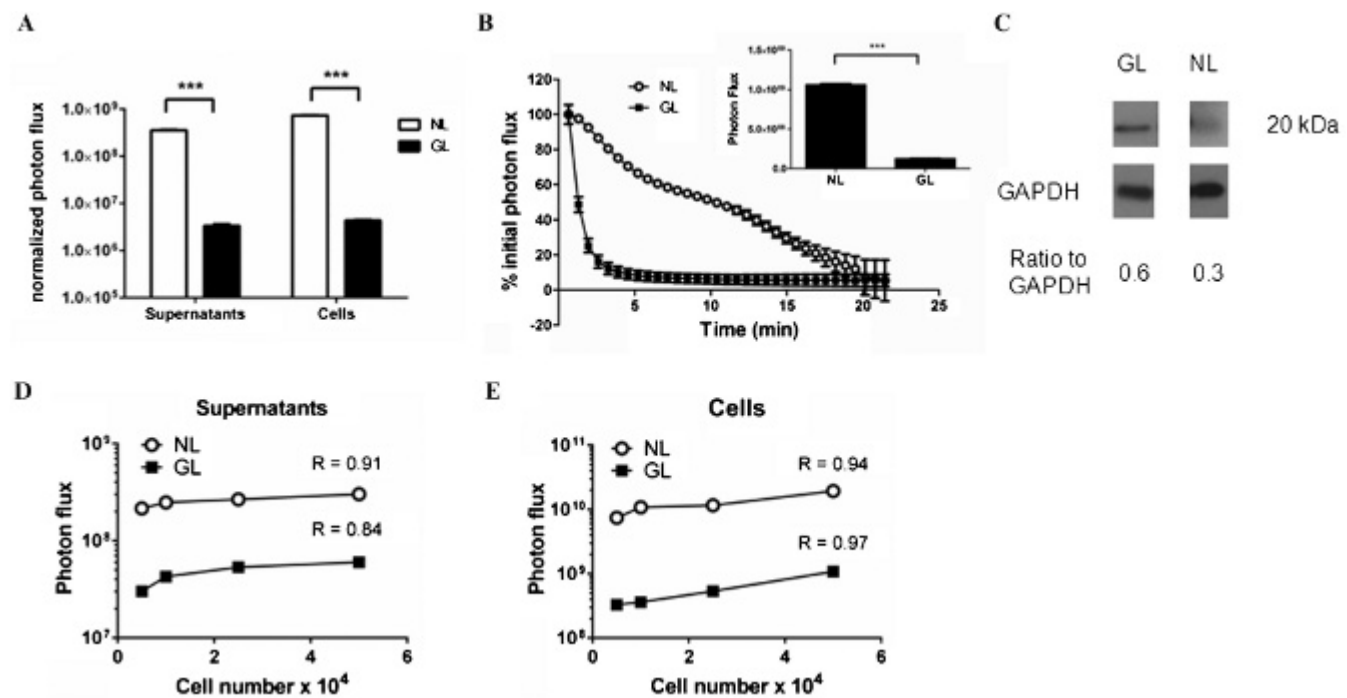 A
***
***
normalized photon flux
1.0×10⁹
1.0×10⁸
1.0×10⁷
1.0×10⁶
1.0×10⁵
NL
GL
Supernatants
Cells
B
% initial photon flux
120
100
80
60
40
20
0
-20
NL
GL
5
10
15
20
25
Time (min)
Photon Flux
0.0
***
NL
GL
C
GL
NL
20 kDa
GAPDH
Ratio to
GAPDH
0.6
0.3
D
Supernatants
Photon flux
10⁸
10⁷
NL
GL
R = 0.91
R = 0.84
0
2
4
6
Cell number x 10⁴
E
Cells
Photon flux
10¹¹
10¹⁰
10⁹
10⁸
NL
GL
R = 0.94
R = 0.97
0
2
4
6
Cell number x 10⁴